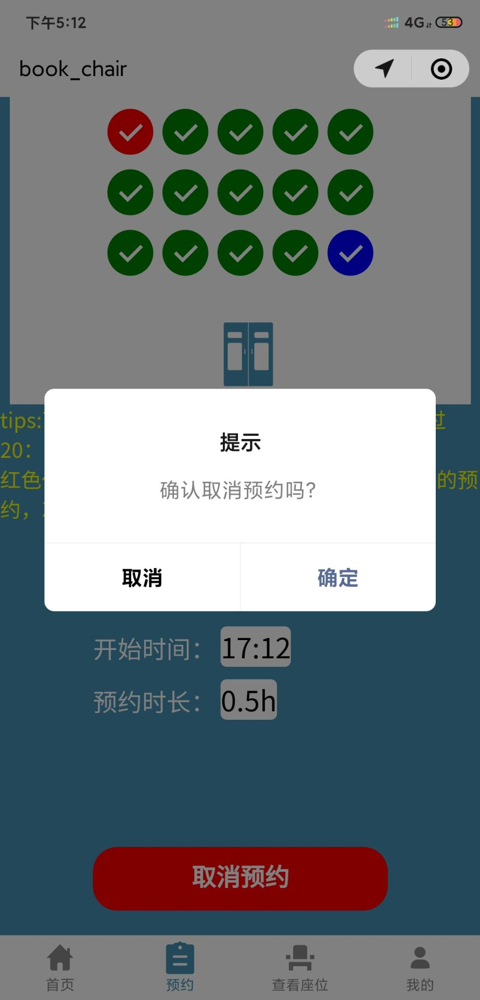 下午5:12
4G 53
book_chair
tips:
过
20：
红色
的预
约，
提示
确认取消预约吗?
取消 确定
开始时间： 17:12
预约时长： 0.5h
取消预约
首页 预约 查看座位 我的